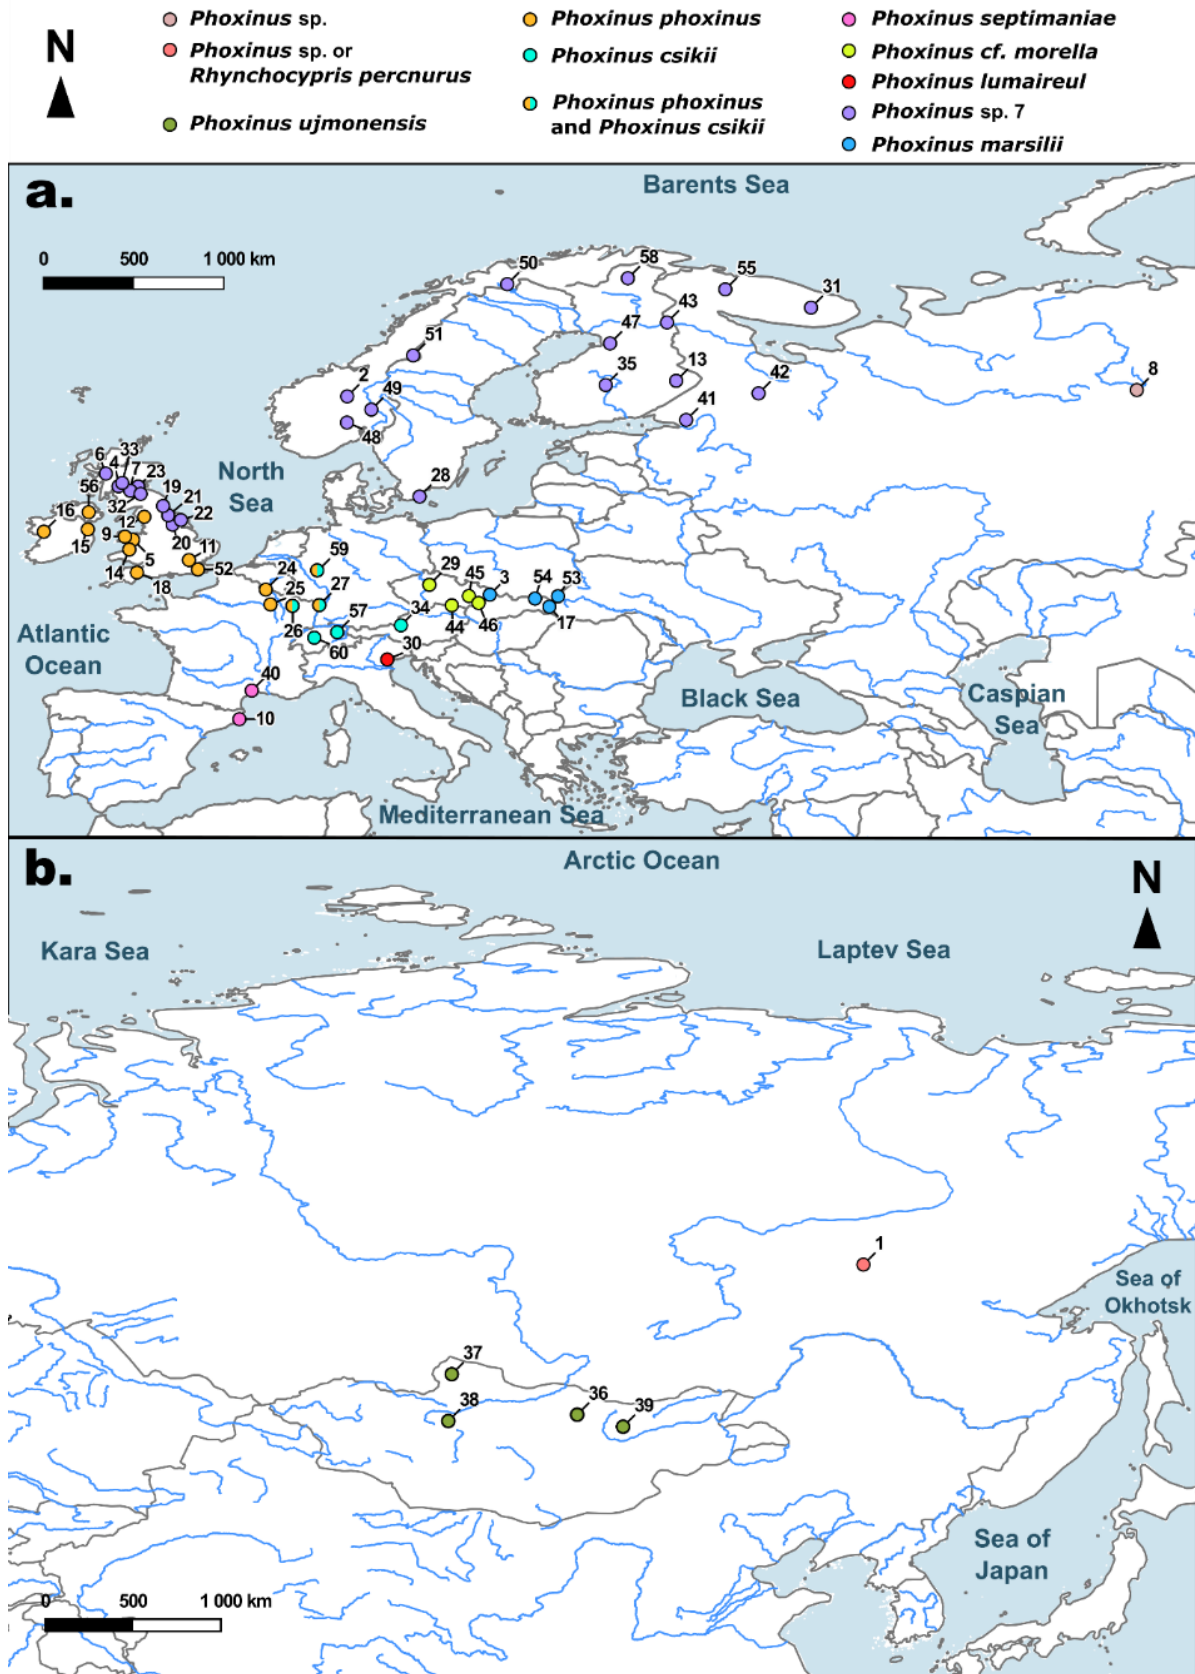 N
Phoxinus sp.
Phoxinus sp. or
Rhynchocypris percnurus
Phoxinus ujmonensis
Phoxinus phoxinus
Phoxinus csikii
Phoxinus phoxinus
and Phoxinus csikii
Phoxinus septimaniae
Phoxinus cf. morella
Phoxinus lumaireul
Phoxinus sp. 7
Phoxinus marsilii
a.
Barents Sea
0 500 1 000 km
50
58
55
31
43
51
47
35
13
42
8
2
49
41
48
28
North
Sea
6
4
33
7
23
19
21
56
16
32
22
12
9
15
20
11
5
14
52
18
59
24
29
45
3
54
53
25
27
57
34
26
44
46
17
60
30
Atlantic
Ocean
40
10
Black Sea
Caspian
Sea
Mediterranean Sea
b.
Arctic Ocean
N
Kara Sea
Laptev Sea
1
Sea of
Okhotsk
37
38
36
39
Sea of
Japan
0 500 1 000 km